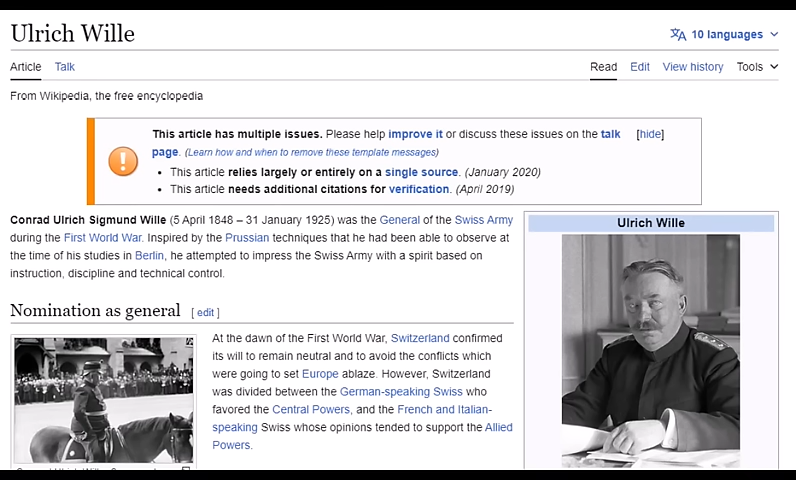 Ulrich Wille
10 languages
Article Talk
Read Edit View history Tools
From Wikipedia, the free encyclopedia
This article has multiple issues. Please help improve it or discuss these issues on the talk [hide]
page. (Learn how and when to remove these template messages)
This article relies largely or entirely on a single source. (January 2020)
This article needs additional citations for verification. (April 2019)
Conrad Ulrich Sigmund Wille (5 April 1848 – 31 January 1925) was the General of the Swiss Army
during the First World War. Inspired by the Prussian techniques that he had been able to observe at
the time of his studies in Berlin, he attempted to impress the Swiss Army with a spirit based on
instruction, discipline and technical control.
Ulrich Wille
Nomination as general [ edit ]
At the dawn of the First World War, Switzerland confirmed
its will to remain neutral and to avoid the conflicts which
were going to set Europe ablaze. However, Switzerland
was divided between the German-speaking Swiss who
favored the Central Powers, and the French and Italian-
speaking Swiss whose opinions tended to support the Allied
Powers.